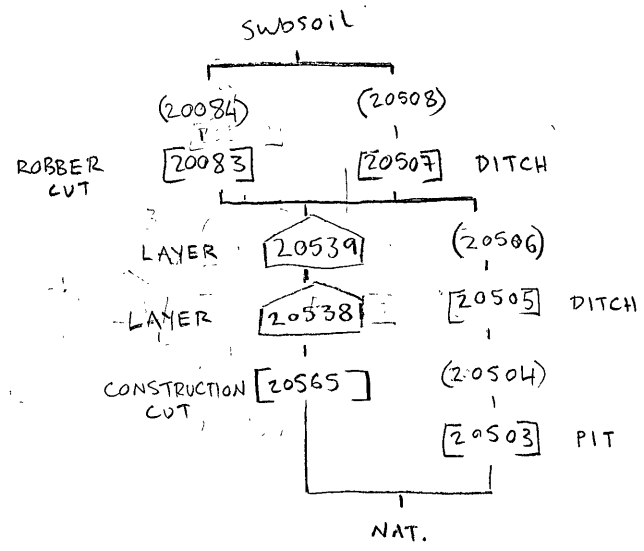 Subsoil
(20084) (20508)
ROBBER CUT [20083] [20507] DITCH
LAYER 20539 (20506)
LAYER 20538 [20505] DITCH
CONSTRUCTION CUT [20565] (20504)
[20503] PIT
NAT.